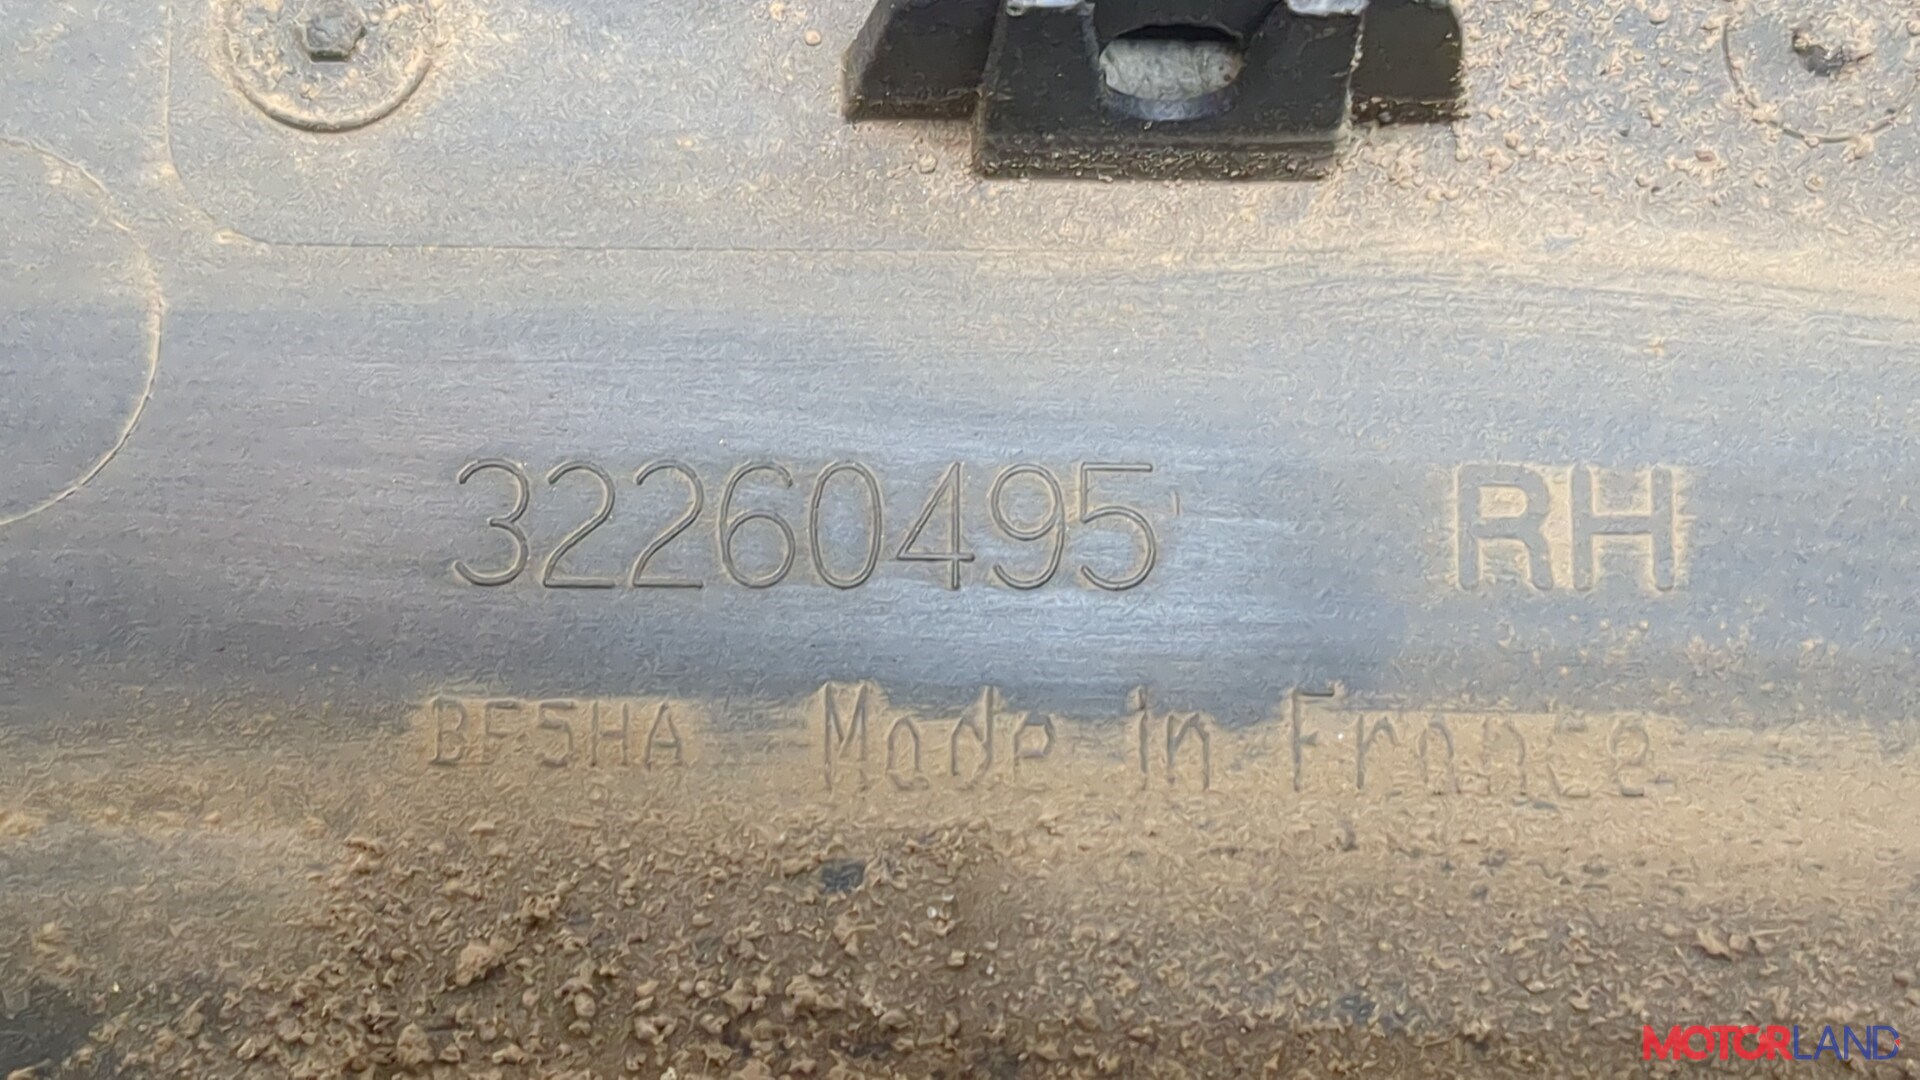 32260495 RH
BF5HA Made in France
MOTORLAND